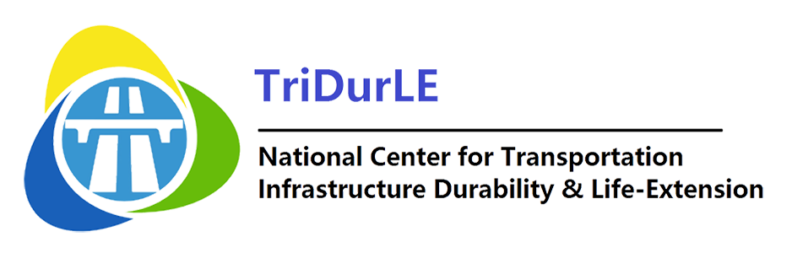 TriDurLE
National Center for Transportation
Infrastructure Durability & Life-Extension